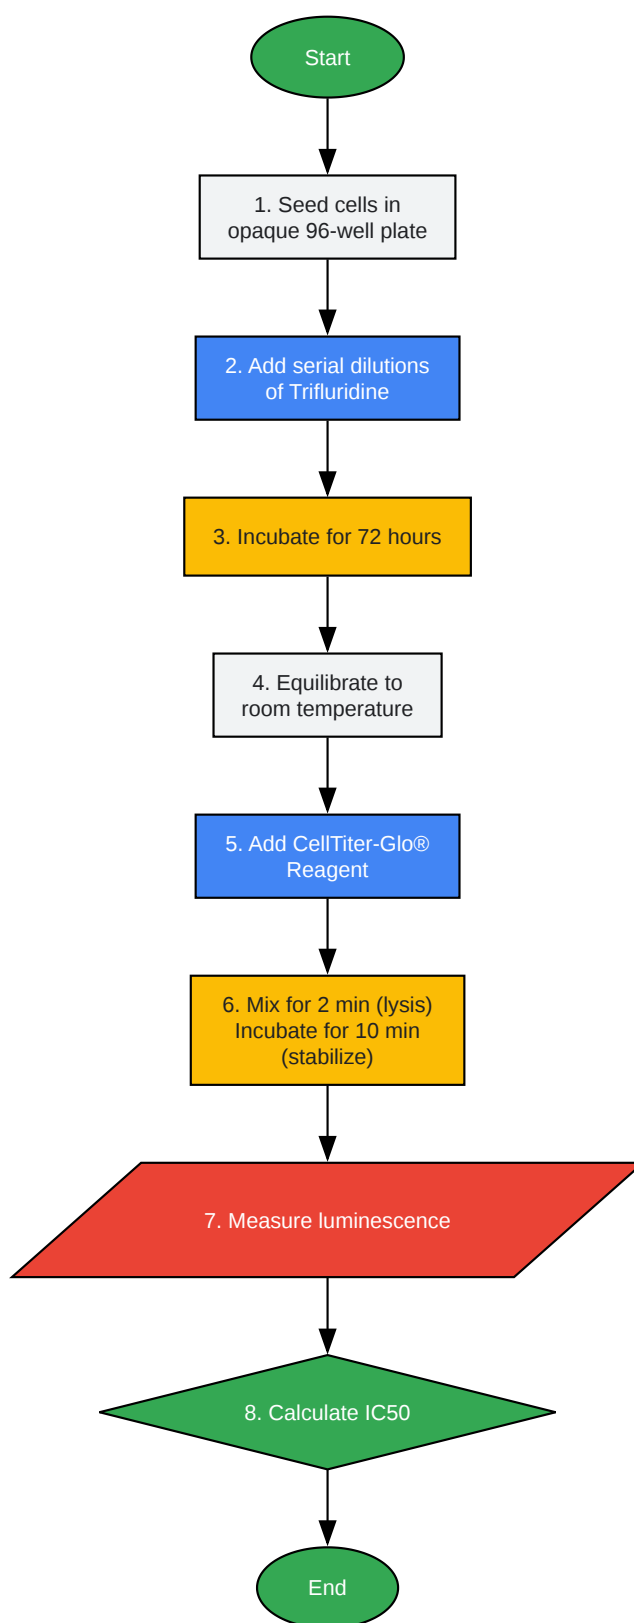 Start
1. Seed cells in
opaque 96-well plate
2. Add serial dilutions
of Trifluridine
3. Incubate for 72 hours
4. Equilibrate to
room temperature
5. Add CellTiter-Glo®
Reagent
6. Mix for 2 min (lysis)
Incubate for 10 min
(stabilize)
7. Measure luminescence
8. Calculate IC50
End